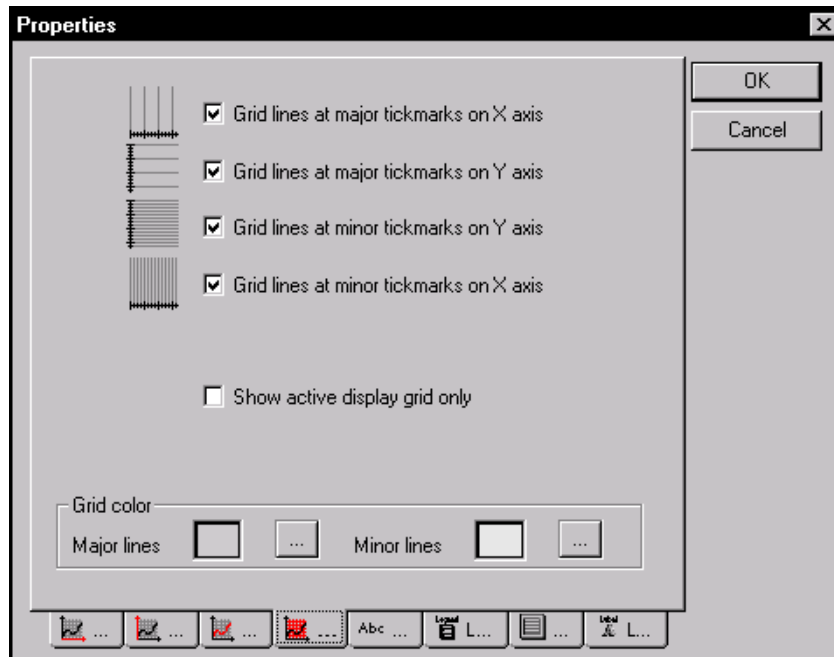 Properties
OK
Cancel
Grid lines at major tickmarks on X axis
Grid lines at major tickmarks on Y axis
Grid lines at minor tickmarks on Y axis
Grid lines at minor tickmarks on X axis
Show active display grid only
Grid color
Major lines ... Minor lines ...
... ... ... ... Abc ... Legend L... ... Label L...